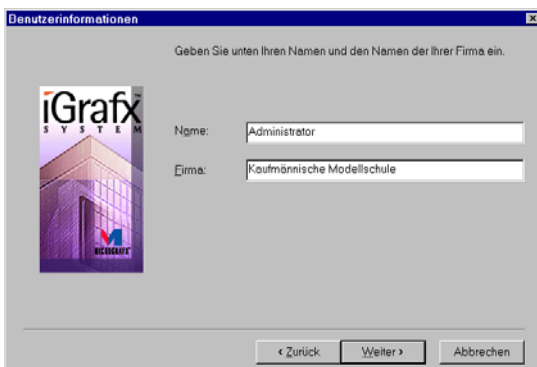 Benutzerinformationen
Geben Sie unten Ihren Namen und den Namen der Ihrer Firma ein.
iGrafx™
SYSTEM
Name: Administrator
Firma: Kaufmännische Modellschule
MICROGRAFX
< Zurück Weiter > Abbrechen